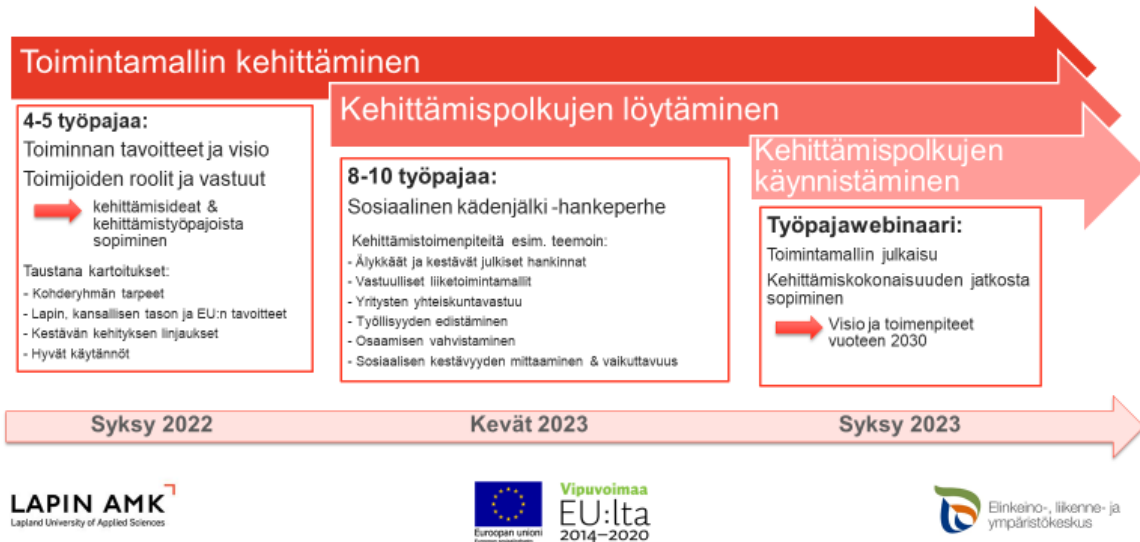 Toimintamallin kehittäminen
Kehittämispolkujen löytäminen
Kehittämispolkujen
käynnistäminen
4-5 työpajaa:
Toiminnan tavoitteet ja visio
Toimijoiden roolit ja vastuut
kehittämisideat &
kehittämistyöpajoista
sopiminen
Taustana kartoitukset:
- Kohderyhmän tarpeet
- Lapin, kansallisen tason ja EU:n tavoitteet
- Kestävän kehityksen linjaukset
- Hyvät käytännöt
8-10 työpajaa:
Sosiaalinen kädenjälki -hankeperhe
Kehittämistoimenpiteitä esim. teemoin:
- Älykkäät ja kestävät julkiset hankinnat
- Vastuulliset liiketoimintamallit
- Yritysten yhteiskuntavastuu
- Työllisyyden edistäminen
- Osaamisen vahvistaminen
- Sosiaalisen kestävyyden mittaaminen & vaikuttavuus
Työpajawebinaari:
Toimintamallin julkaisu
Kehittämiskokonaisuuden jatkosta
sopiminen
Visio ja toimenpiteet
vuoteen 2030
Syksy 2022
Kevät 2023
Syksy 2023
LAPIN AMK
Lapland University of Applied Sciences
Euroopan unioni
Vipuvoimaa
EU:lta
2014–2020
Elinkeino-, liikenne- ja
ympäristökeskus